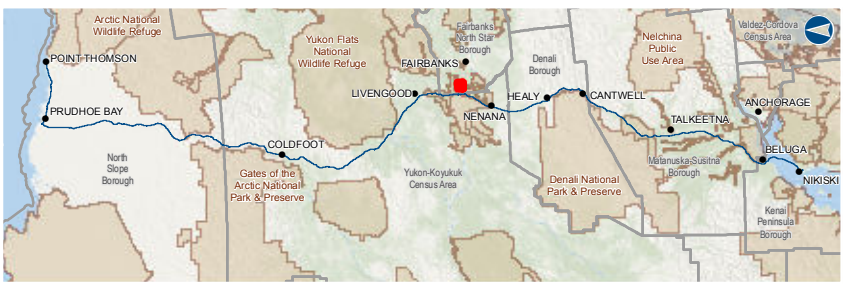 Arctic National
Wildlife Refuge
POINT THOMSON
PRUDHOE BAY
North
Slope
Borough
COLDFOOT
Gates of the
Arctic National
Park & Preserve
Yukon Flats
National
Wildlife Refuge
LIVENGOOD
Yukon-Koyukuk
Census Area
Fairbanks
North Star
Borough
FAIRBANKS
NENANA
Denali
Borough
HEALY
CANTWELL
Denali National
Park & Preserve
Nelchina
Public
Use Area
TALKEETNA
Matanuska-Susitna
Borough
Valdez-Cordova
Census Area
ANCHORAGE
BELUGA
NIKISKI
Kenai
Peninsula
Borough